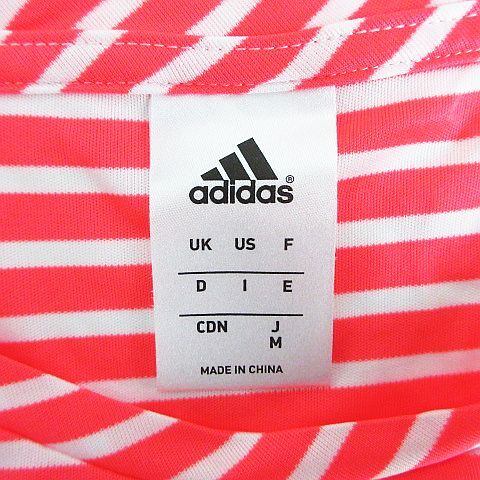 adidas®
UK US F
D I E
CDN J
M
MADE IN CHINA